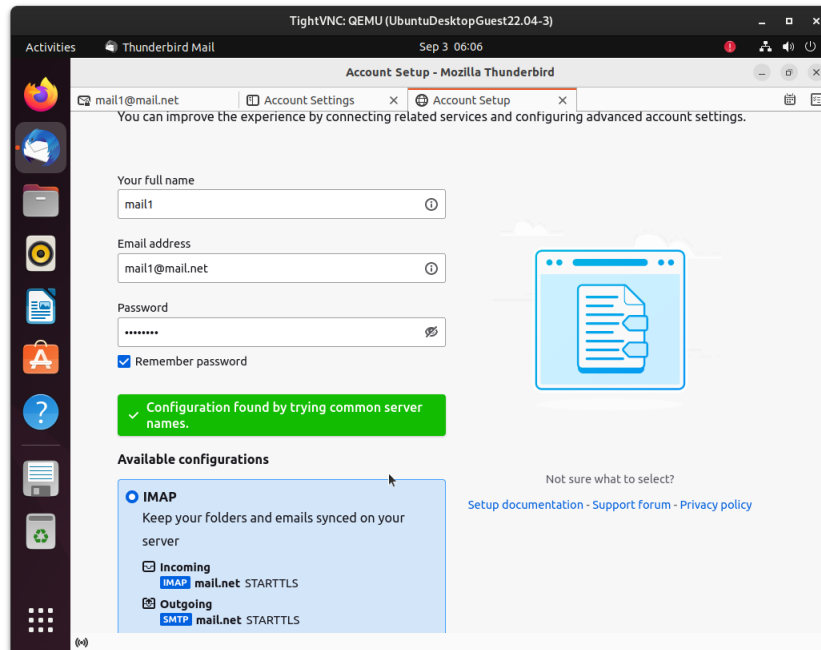 TightVNC: QEMU (UbuntuDesktopGuest22.04-3)
Activities Thunderbird Mail Sep 3 06:06
Account Setup - Mozilla Thunderbird
mail1@mail.net Account Settings Account Setup
You can improve the experience by connecting related services and configuring advanced account settings.
Your full name
mail1
Email address
mail1@mail.net
Password
••••••••
Remember password
Configuration found by trying common server
names.
Available configurations
IMAP
Keep your folders and emails synced on your
server
Incoming
IMAP mail.net STARTTLS
Outgoing
SMTP mail.net STARTTLS
Not sure what to select?
Setup documentation - Support forum - Privacy policy